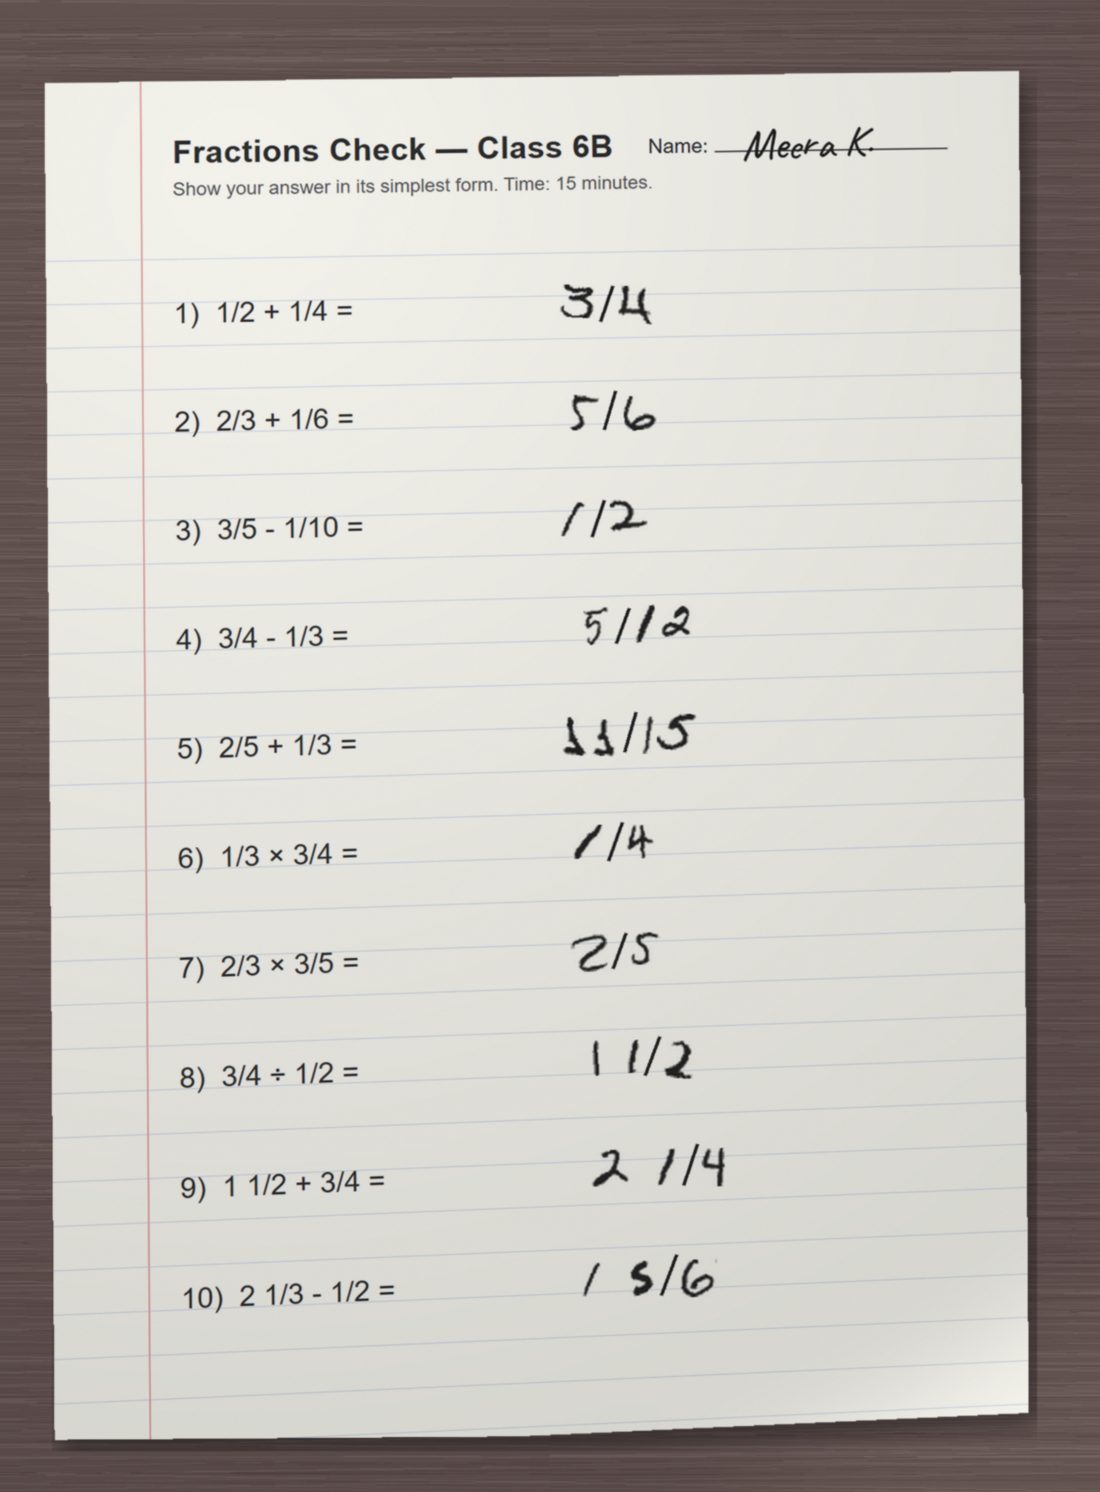 Fractions Check — Class 6B Name: Meera K.
Show your answer in its simplest form. Time: 15 minutes.
1) 1/2 + 1/4 = 3/4
2) 2/3 + 1/6 = 5/6
3) 3/5 - 1/10 = 1/2
4) 3/4 - 1/3 = 5/12
5) 2/5 + 1/3 = 11/15
6) 1/3 × 3/4 = 1/4
7) 2/3 × 3/5 = 2/5
8) 3/4 ÷ 1/2 = 1 1/2
9) 1 1/2 + 3/4 = 2 1/4
10) 2 1/3 - 1/2 = 1 5/6